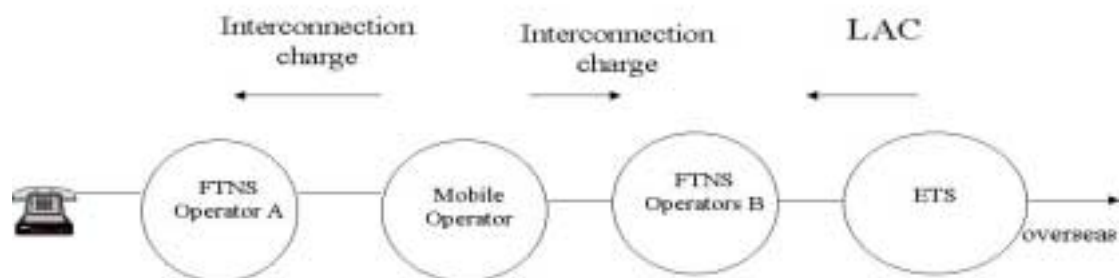 Interconnection
charge
Interconnection
charge
LAC
FTNS
Operator A
Mobile
Operator
FTNS
Operators B
ETS
overseas